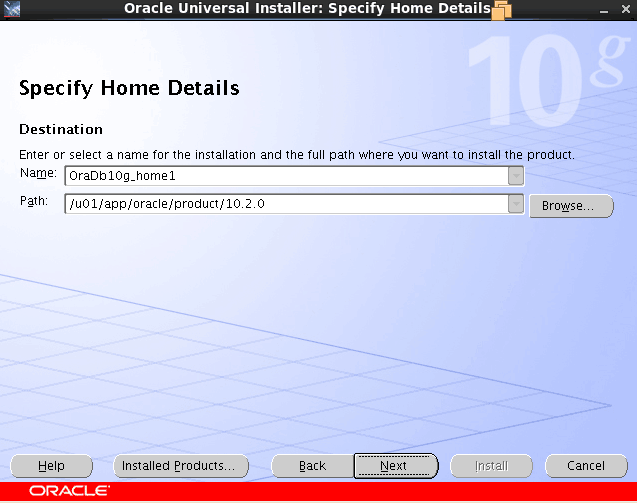 Oracle Universal Installer: Specify Home Details
10g
Specify Home Details
Destination
Enter or select a name for the installation and the full path where you want to install the product.
Name: OraDb10g_home1
Path: /u01/app/oracle/product/10.2.0 Browse...
Help Installed Products... Back Next Install Cancel
ORACLE